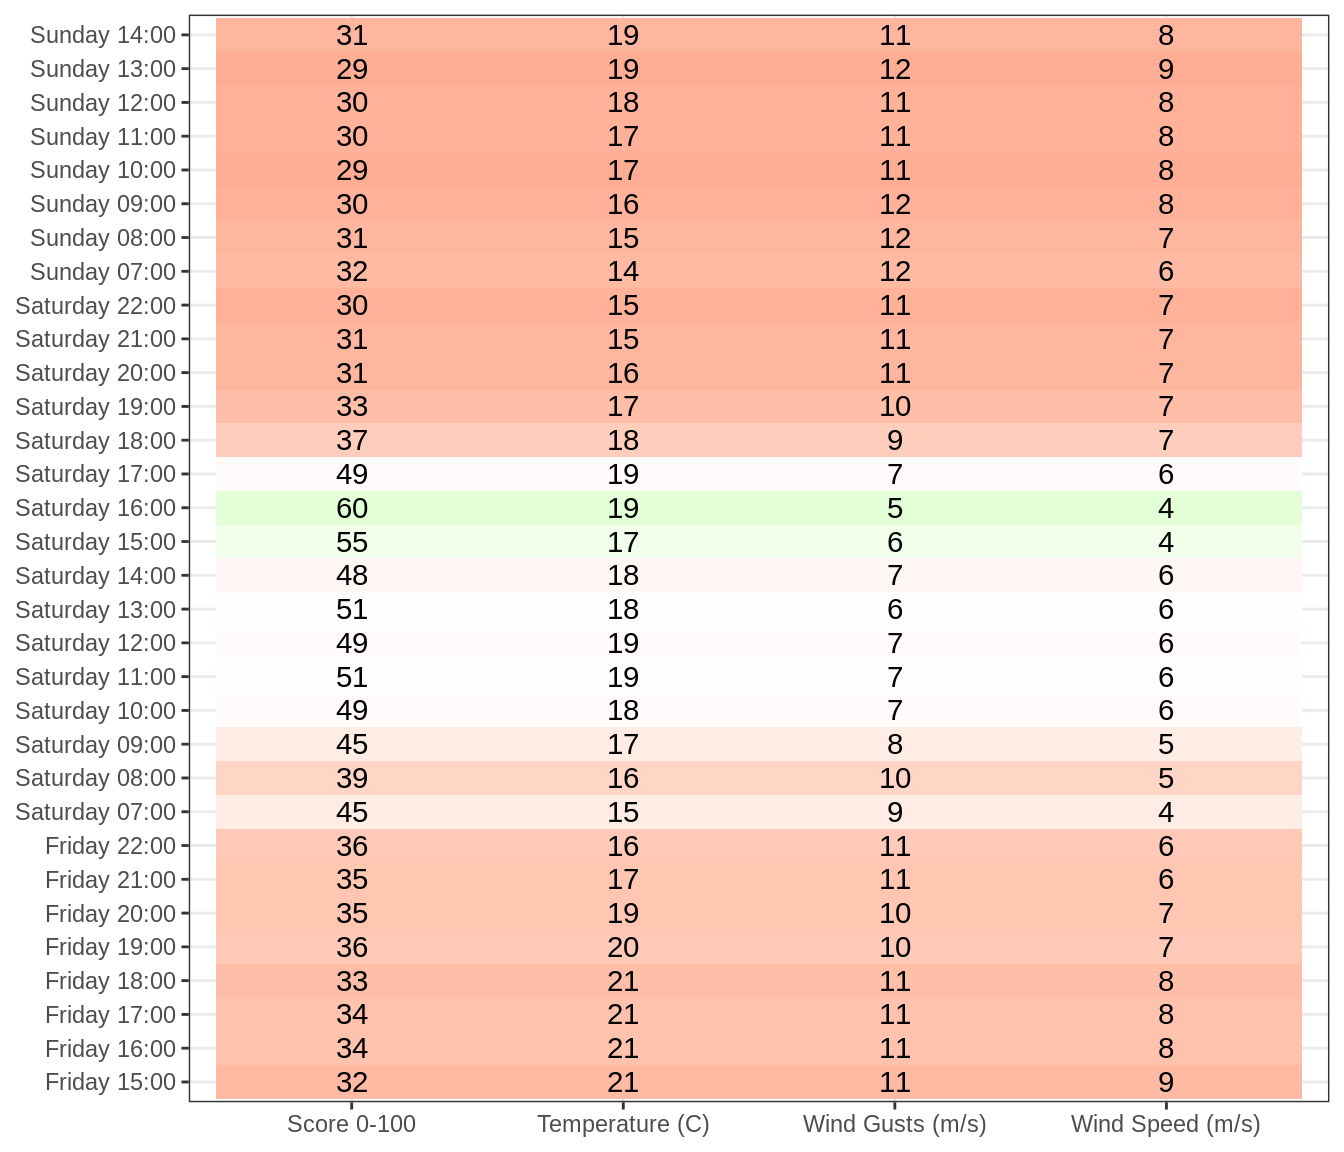 Sunday 14:00 31 19 11 8
Sunday 13:00 29 19 12 9
Sunday 12:00 30 18 11 8
Sunday 11:00 30 17 11 8
Sunday 10:00 29 17 11 8
Sunday 09:00 30 16 12 8
Sunday 08:00 31 15 12 7
Sunday 07:00 32 14 12 6
Saturday 22:00 30 15 11 7
Saturday 21:00 31 15 11 7
Saturday 20:00 31 16 11 7
Saturday 19:00 33 17 10 7
Saturday 18:00 37 18 9 7
Saturday 17:00 49 19 7 6
Saturday 16:00 60 19 5 4
Saturday 15:00 55 17 6 4
Saturday 14:00 48 18 7 6
Saturday 13:00 51 18 6 6
Saturday 12:00 49 19 7 6
Saturday 11:00 51 19 7 6
Saturday 10:00 49 18 7 6
Saturday 09:00 45 17 8 5
Saturday 08:00 39 16 10 5
Saturday 07:00 45 15 9 4
Friday 22:00 36 16 11 6
Friday 21:00 35 17 11 6
Friday 20:00 35 19 10 7
Friday 19:00 36 20 10 7
Friday 18:00 33 21 11 8
Friday 17:00 34 21 11 8
Friday 16:00 34 21 11 8
Friday 15:00 32 21 11 9
Score 0-100 Temperature (C) Wind Gusts (m/s) Wind Speed (m/s)